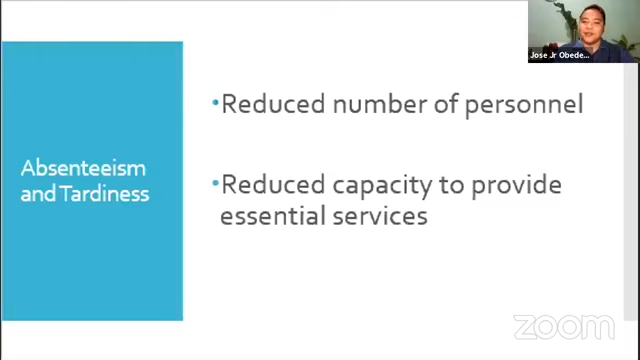 Jose Jr Obede...
•Reduced number of personnel
Absenteeism
and Tardiness
•Reduced capacity to provide
essential services
zoom